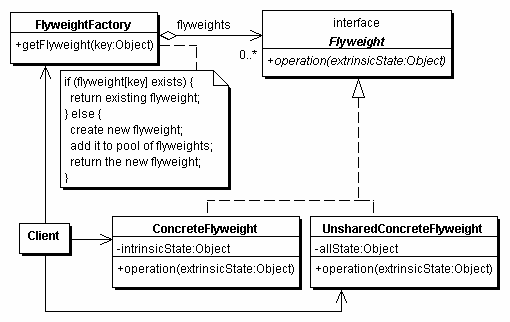 FlyweightFactory
+getFlyweight(key:Object)
flyweights
0..*
interface
Flyweight
+operation(extrinsicState:Object)
if (flyweight[key] exists) {
return existing flyweight;
} else {
create new flyweight;
add it to pool of flyweights;
return the new flyweight;
}
Client
ConcreteFlyweight
-intrinsicState:Object
+operation(extrinsicState:Object)
UnsharedConcreteFlyweight
-allState:Object
+operation(extrinsicState:Object)